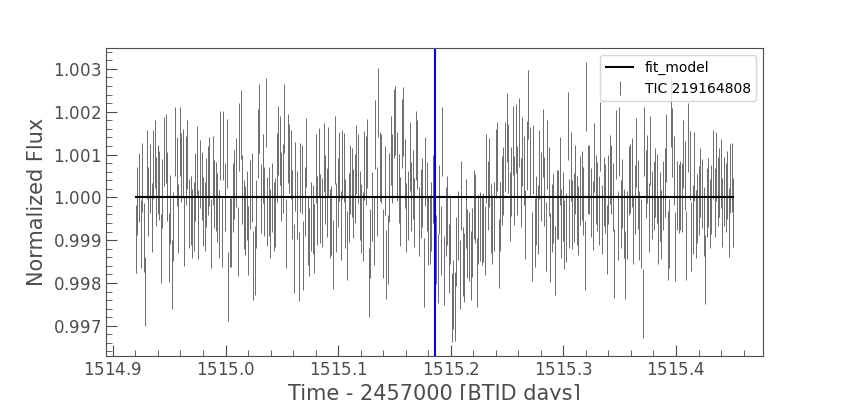 1.003
1.002
1.001
1.000
0.999
0.998
0.997
Normalized Flux
fit_model
TIC 219164808
1514.9 1515.0 1515.1 1515.2 1515.3 1515.4
Time - 2457000 [BTJD days]